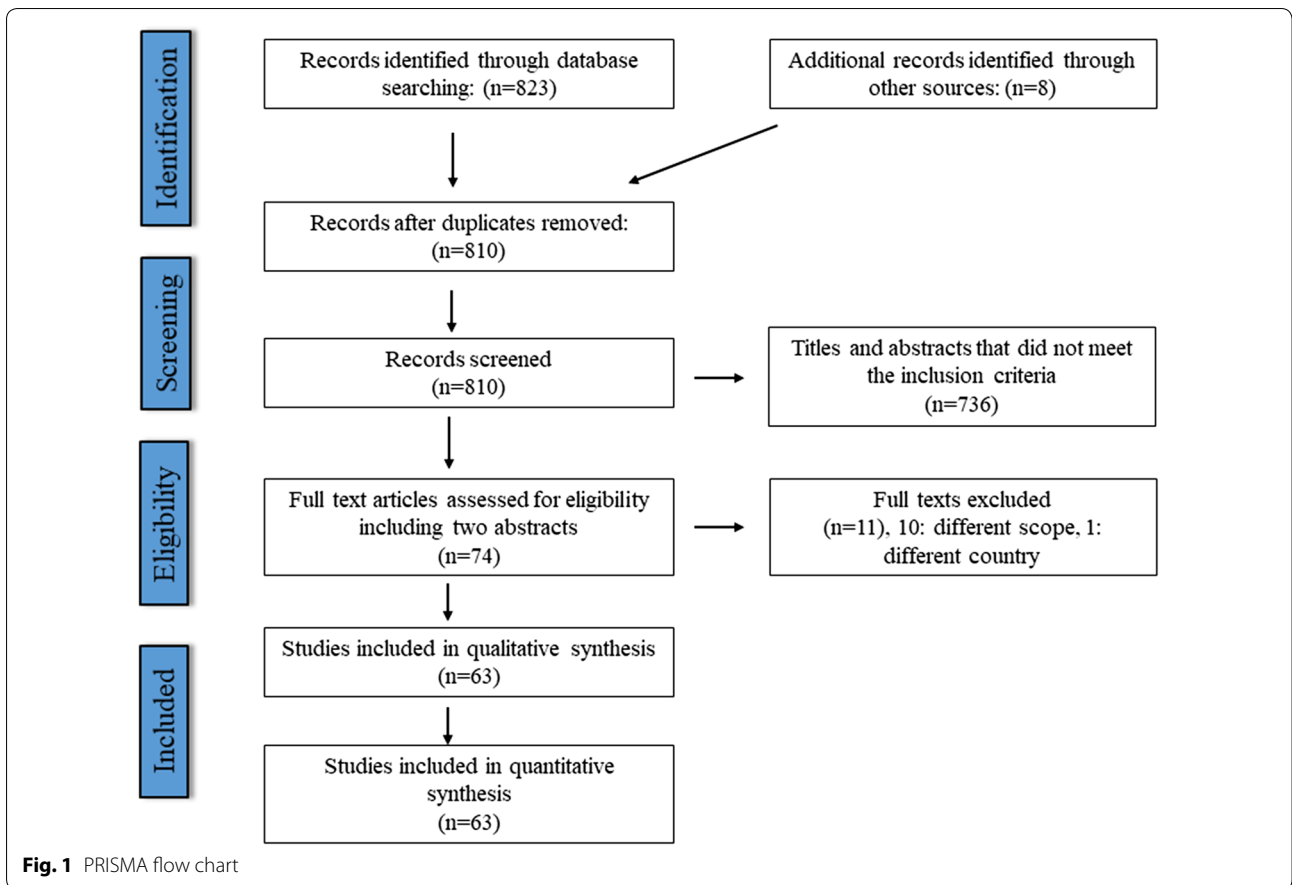 Identification
Records identified through database
searching: (n=823)
Additional records identified through
other sources: (n=8)
Records after duplicates removed:
(n=810)
Screening
Records screened
(n=810)
Titles and abstracts that did not meet
the inclusion criteria
(n=736)
Eligibility
Full text articles assessed for eligibility
including two abstracts
(n=74)
Full texts excluded
(n=11), 10: different scope, 1:
different country
Included
Studies included in qualitative synthesis
(n=63)
Studies included in quantitative
synthesis
(n=63)
Fig. 1 PRISMA flow chart